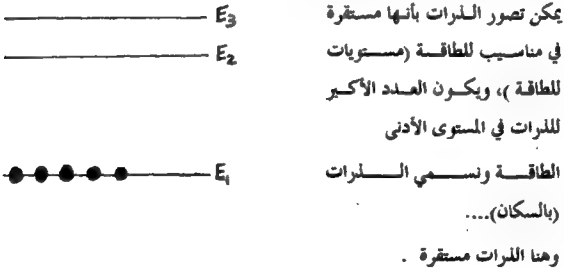 يمكن تصور الذرات بأنها مستقرة
في مناسيب للطاقة (مستويات
للطاقة )، ويكون العدد الأكبر
للذرات في المستوى الأدنى
الطاقة ونسمي الذرات
(بالسكان)....
وهنا الذرات مستقرة .
E₃
E₂
E₁